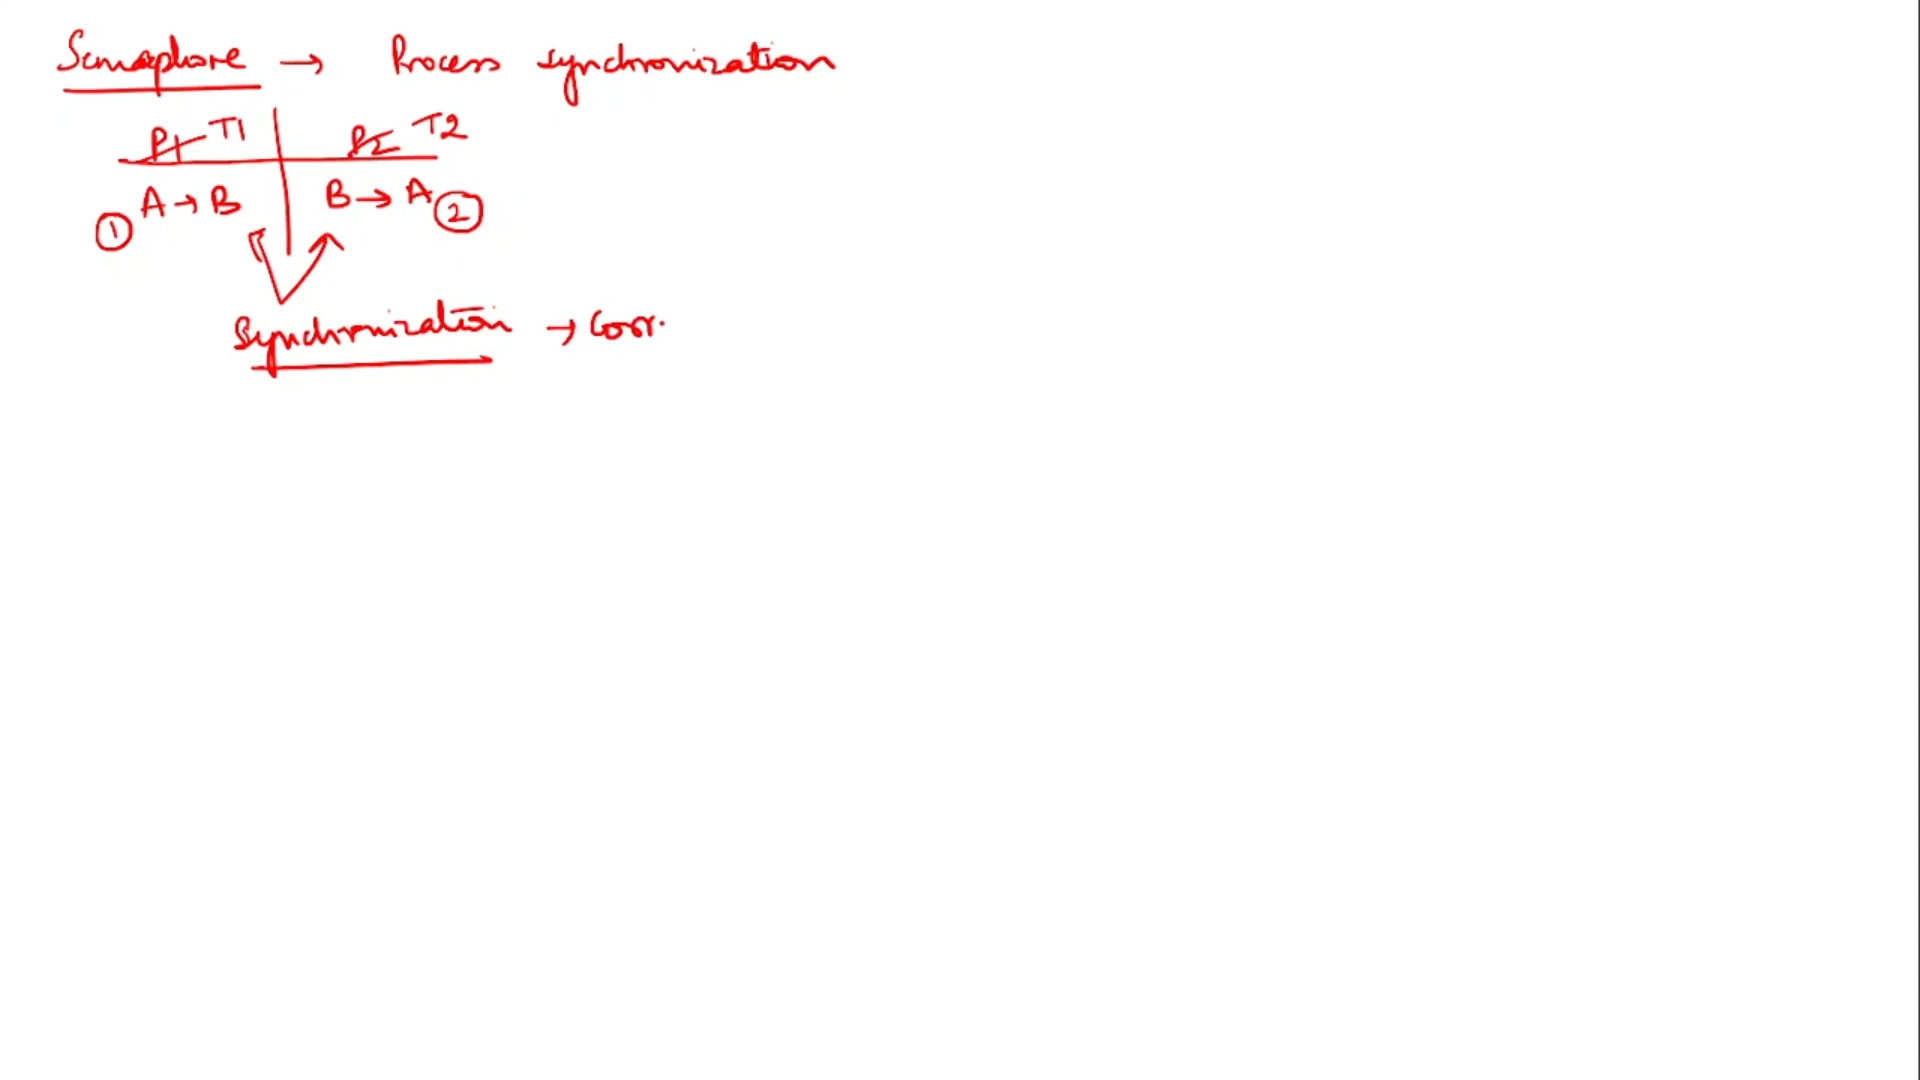 Semaphore → Process synchronization
P1 T1 P2 T2
① A → B B → A ②
Synchronization → Corr.